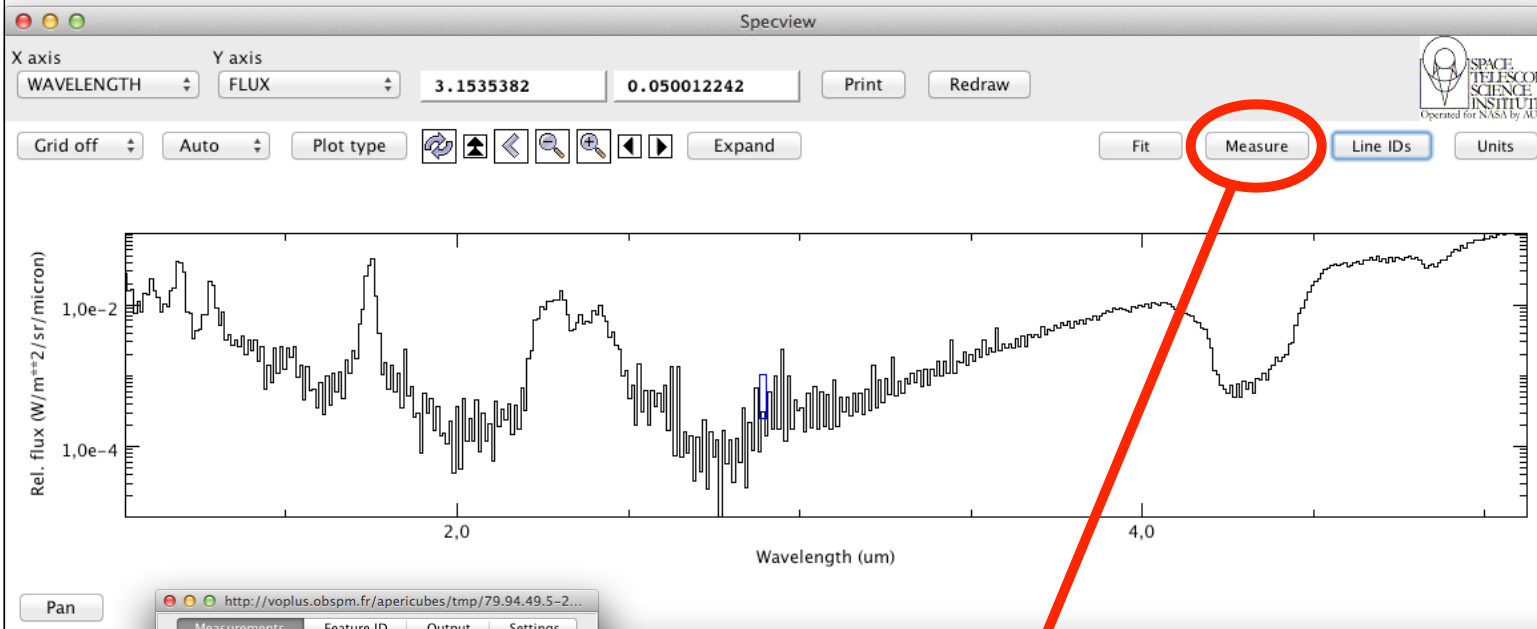 Specview
X axis
Y axis
WAVELENGTH
FLUX
3.1535382
0.050012242
Print
Redraw
SPACE
SCIENCE
Operated for NASA by
Grid off
Auto
Plot type
Expand
Fit
Measure
Line IDs
Units
Rel. flux (W/m**2/sr/micron)
1,0e-2
1,0e-4
2,0
4,0
Wavelength (um)
Pan
http://voplus.obspm.fr/apericubes/tmp/79.94.49.5-2...
Measurements
Feature ID
Output
Settings